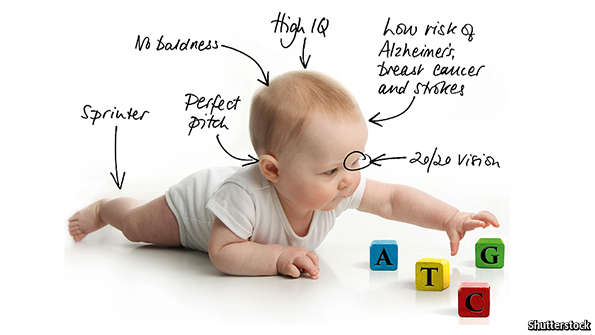 High IQ
No baldness
Low risk of
Alzheimer's,
breast cancer
and strokes
Sprinter
Perfect
pitch
20/20 vision
A
G
T
C
Shutterstock